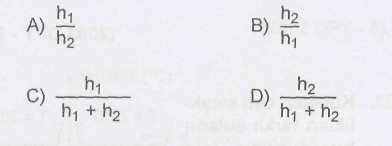 A) h₁/h₂ B) h₂/h₁
C) h₁/(h₁ + h₂) D) h₂/(h₁ + h₂)